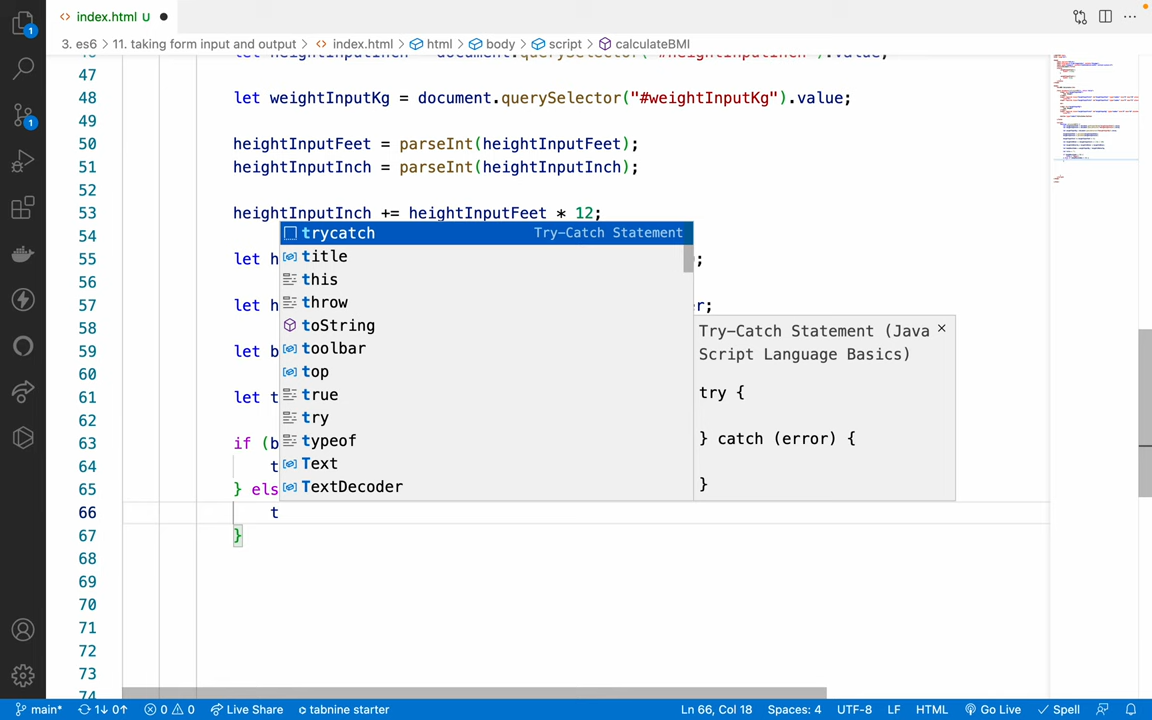 index.html U
3. es6 > 11. taking form input and output > index.html > html > body > script > calculateBMI
47
48 let weightInputKg = document.querySelector("#weightInputKg").value;
49
50 heightInputFeet = parseInt(heightInputFeet);
51 heightInputInch = parseInt(heightInputInch);
52
53 heightInputInch += heightInputFeet * 12;
54
55 let h ;
56
57 let h r;
58
59 let b
60
61 let t
62
63 if (b
64 t
65 } els
66 t
67 }
68
69
70
71
72
73
74
trycatch Try-Catch Statement
title
this
throw
toString
toolbar
top
true
try
typeof
Text
TextDecoder
Try-Catch Statement (Java
Script Language Basics)
try {
} catch (error) {
}
1
1
main* 1↓ 0↑ 0 0 Live Share tabnine starter Ln 66, Col 18 Spaces: 4 UTF-8 LF HTML Go Live Spell